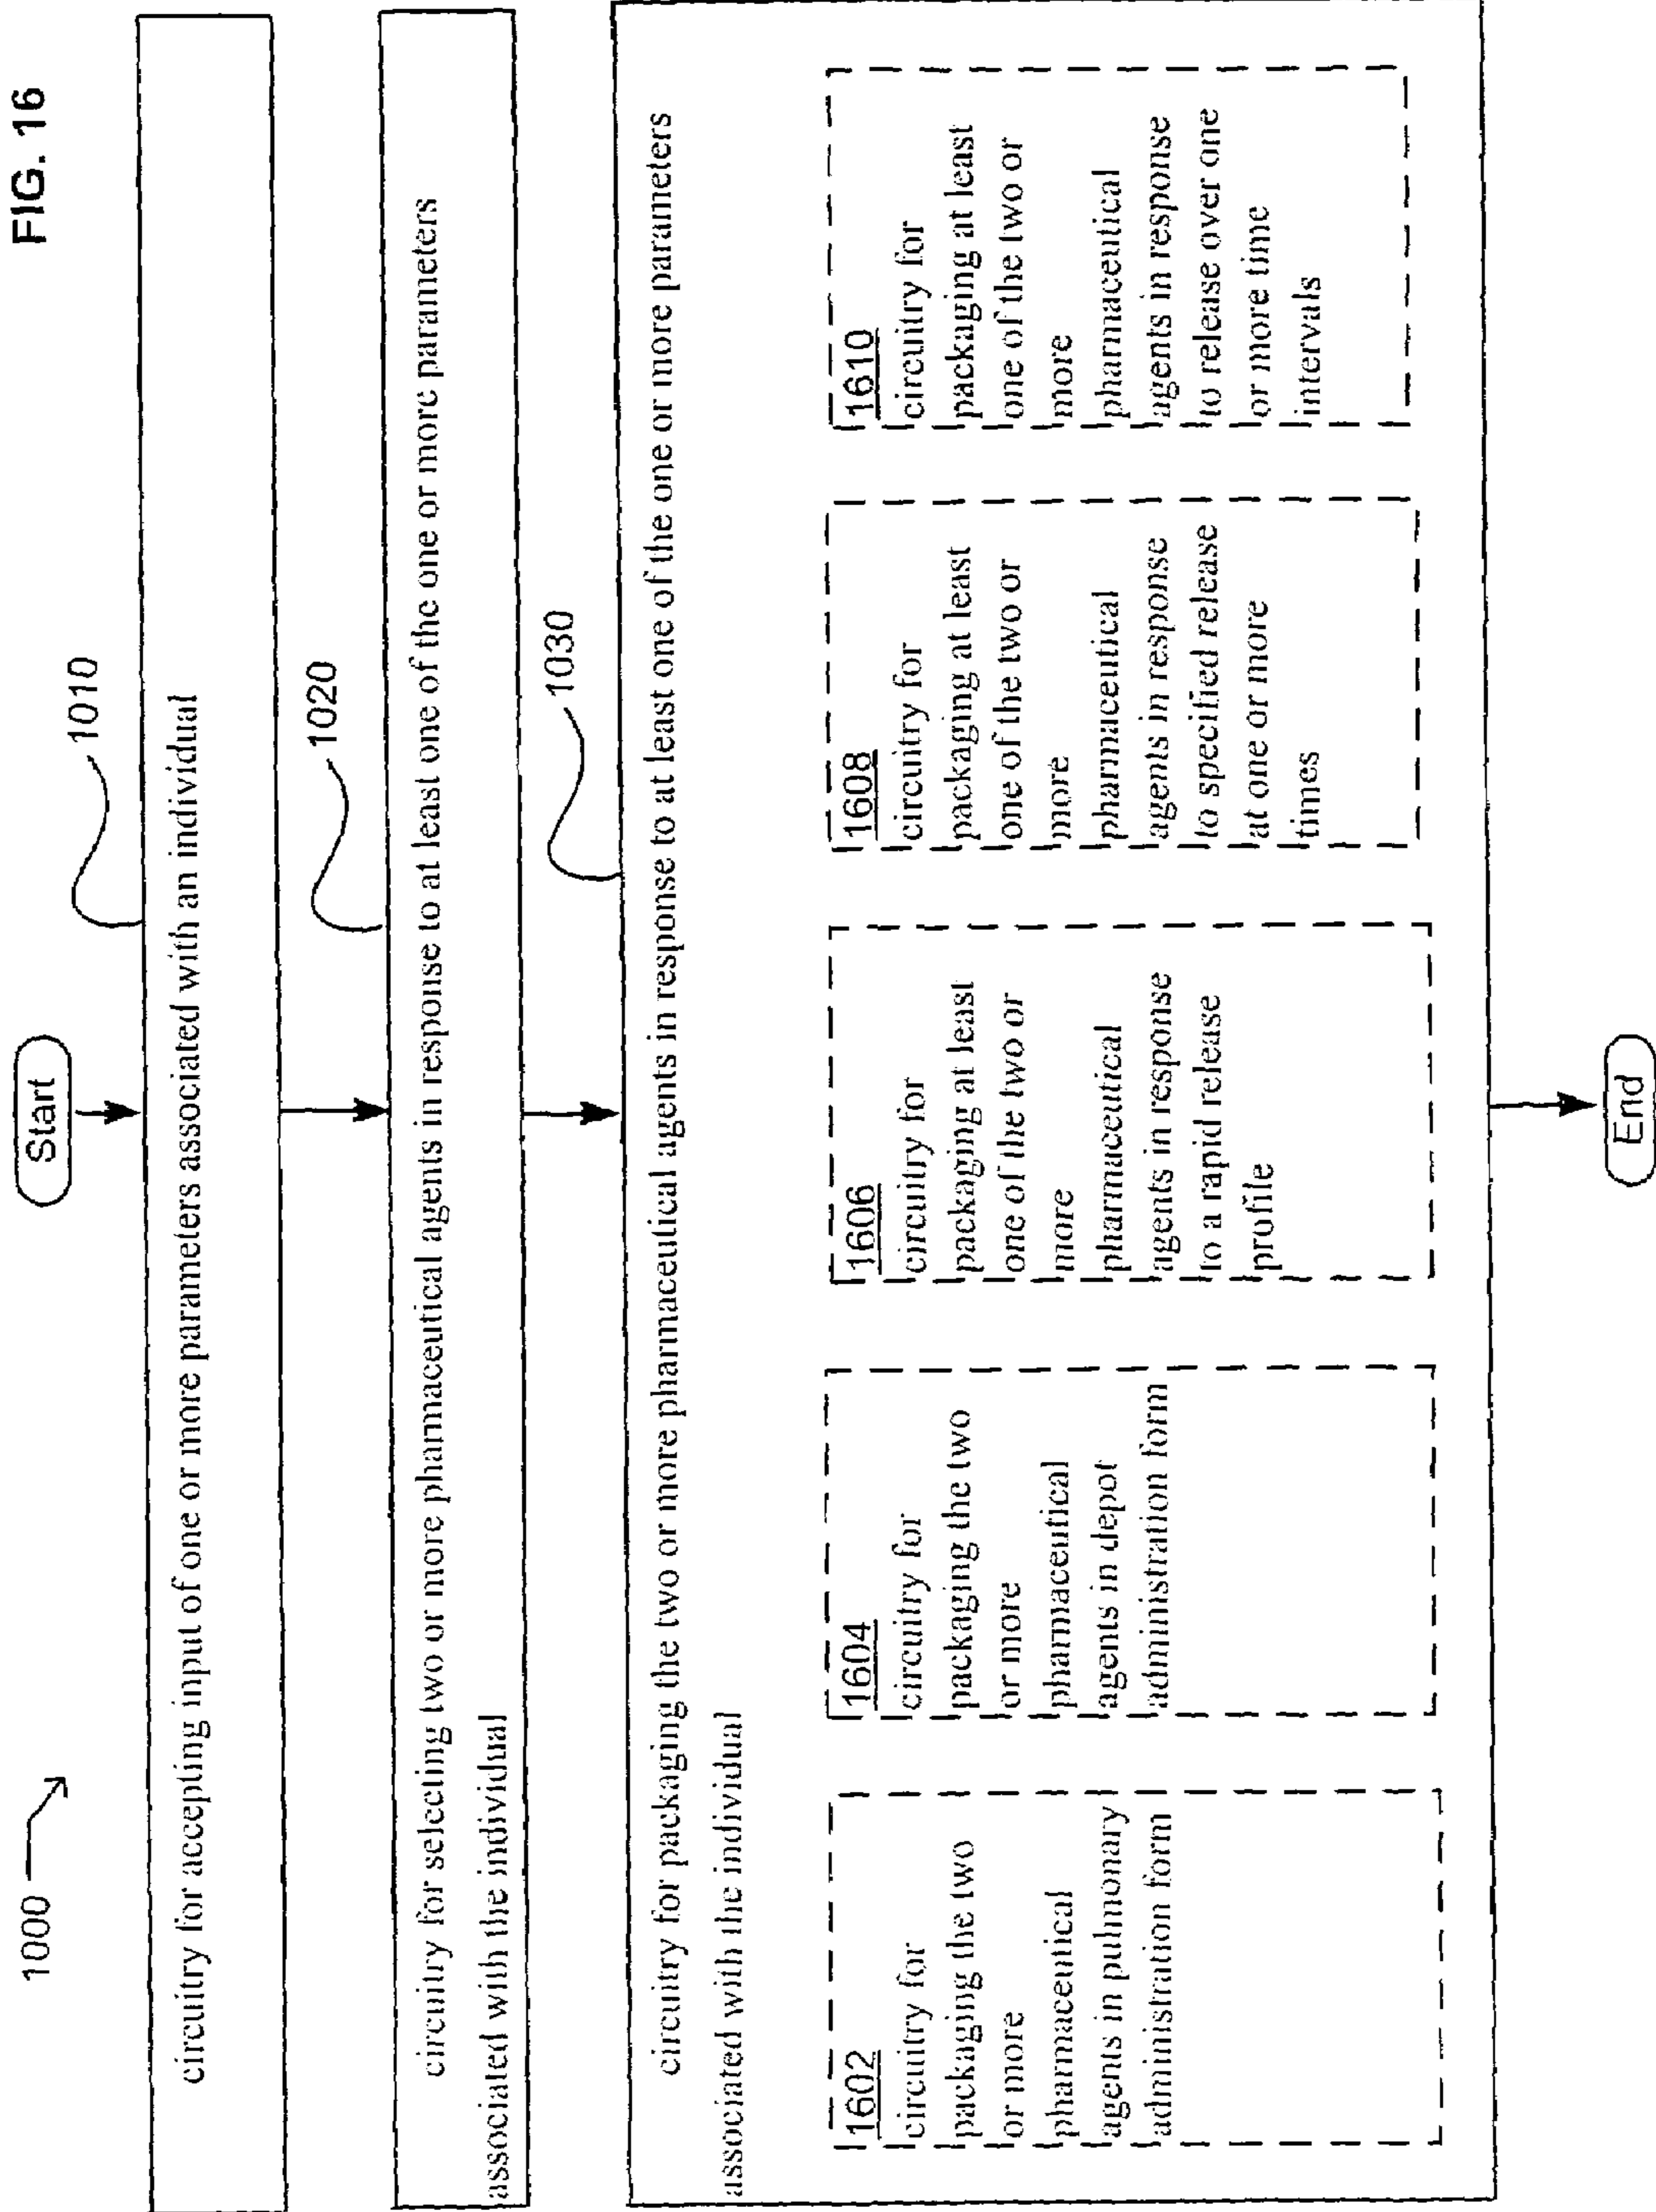 FIG. 16
1000
Start
1010
circuitry for accepting input of one or more parameters associated with an individual
1020
circuitry for selecting two or more pharmaceutical agents in response to at least one of the one or more parameters
associated with the individual
1030
circuitry for packaging the two or more pharmaceutical agents in response to at least one of the one or more parameters
associated with the individual
1602
circuitry for
packaging the two
or more
pharmaceutical
agents in pulmonary
administration form
1604
circuitry for
packaging the two
or more
pharmaceutical
agents in depot
administration form
1606
circuitry for
packaging at least
one of the two or
more
pharmaceutical
agents in response
to a rapid release
profile
1608
circuitry for
packaging at least
one of the two or
more
pharmaceutical
agents in response
to specified release
at one or more
times
1610
circuitry for
packaging at least
one of the two or
more
pharmaceutical
agents in response
to release over one
or more time
intervals
End